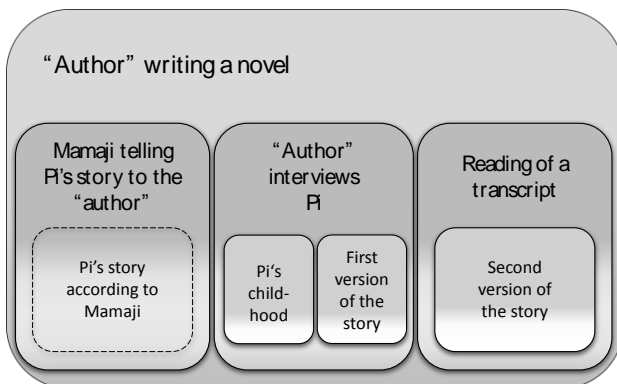 “Author” writing a novel
Mamaji telling
Pi’s story to the
“author”
Pi’s story
according to
Mamaji
“Author”
interviews
Pi
Pi‘s
child-
hood
First
version
of the
story
Reading of a
transcript
Second
version of
the story